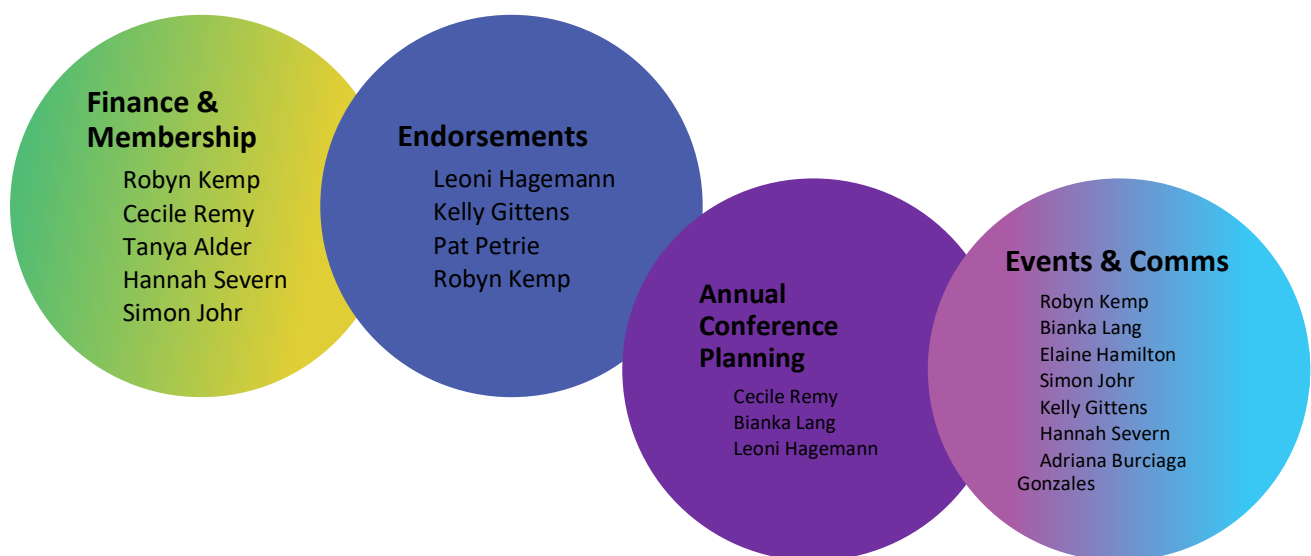 Finance &
Membership
Robyn Kemp
Cecile Remy
Tanya Alder
Hannah Severn
Simon Johr
Endorsements
Leoni Hagemann
Kelly Gittens
Pat Petrie
Robyn Kemp
Annual
Conference
Planning
Cecile Remy
Bianka Lang
Leoni Hagemann
Events & Comms
Robyn Kemp
Bianka Lang
Elaine Hamilton
Simon Johr
Kelly Gittens
Hannah Severn
Adriana Burciaga
Gonzales